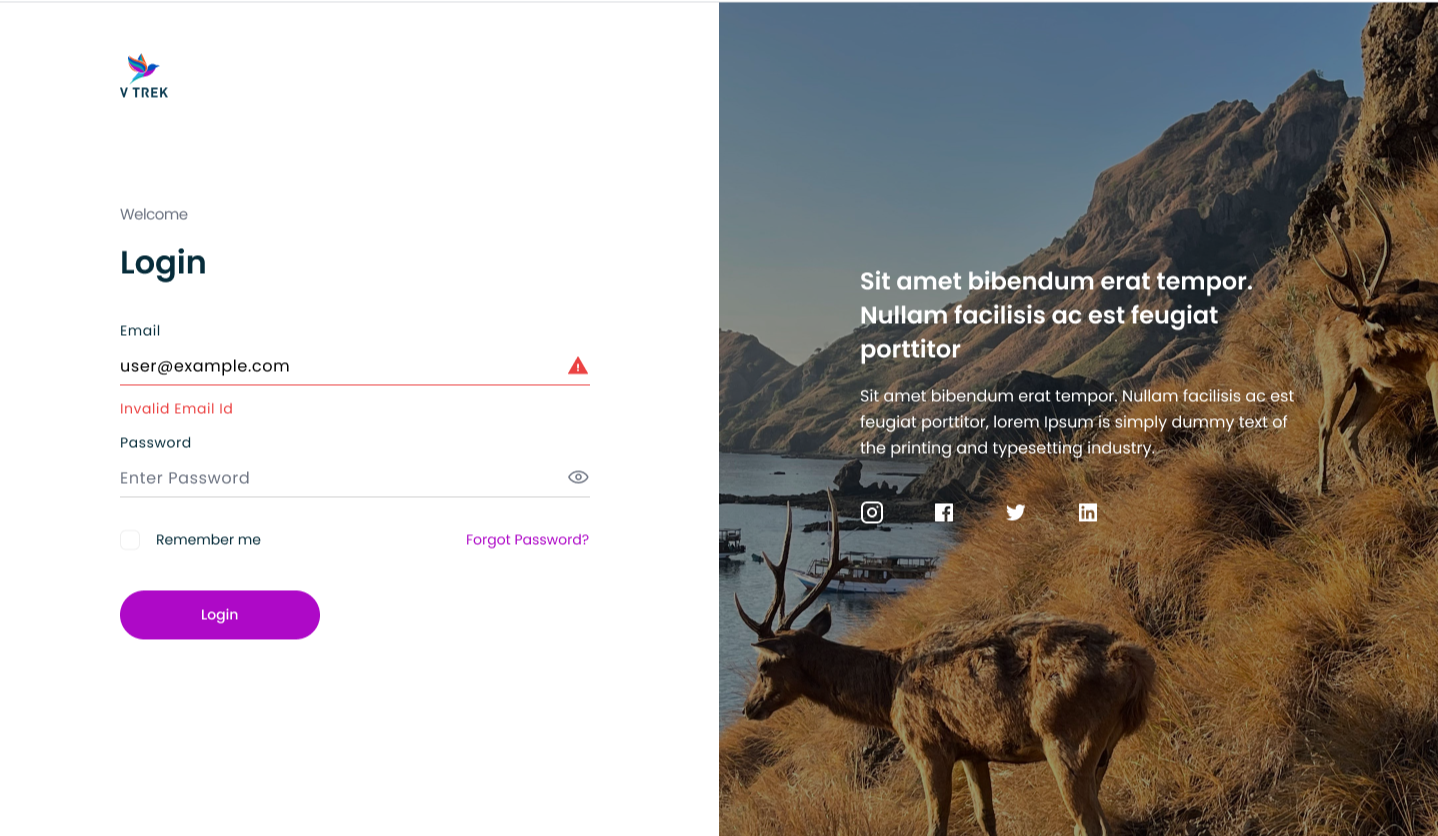 V TREK
Welcome
Login
Email
user@example.com
Invalid Email Id
Password
Enter Password
Remember me
Forgot Password?
Login
Sit amet bibendum erat tempor.
Nullam facilisis ac est feugiat
porttitor
Sit amet bibendum erat tempor. Nullam facilisis ac est
feugiat porttitor, lorem Ipsum is simply dummy text of
the printing and typesetting industry.